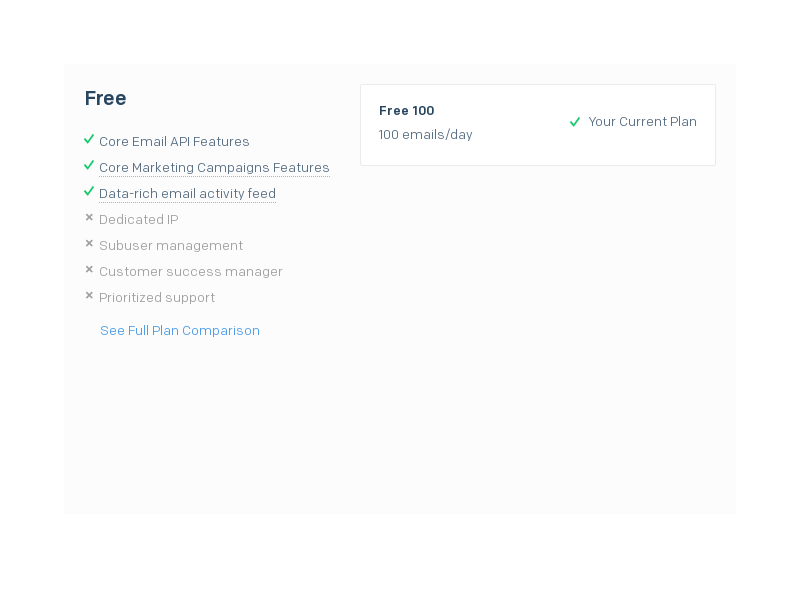 Free
Core Email API Features
Core Marketing Campaigns Features
Data-rich email activity feed
Dedicated IP
Subuser management
Customer success manager
Prioritized support
See Full Plan Comparison
Free 100
100 emails/day
Your Current Plan